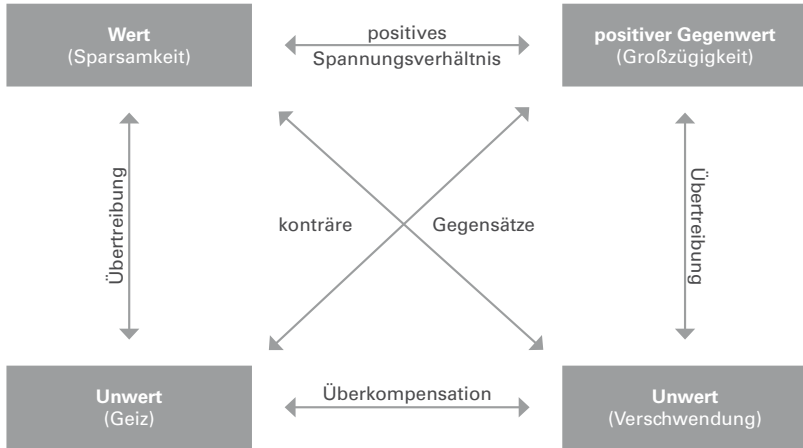 Wert
(Sparsamkeit)
positives
Spannungsverhältnis
positiver Gegenwert
(Großzügigkeit)
Übertreibung
konträre
Gegensätze
Übertreibung
Unwert
(Geiz)
Überkompensation
Unwert
(Verschwendung)